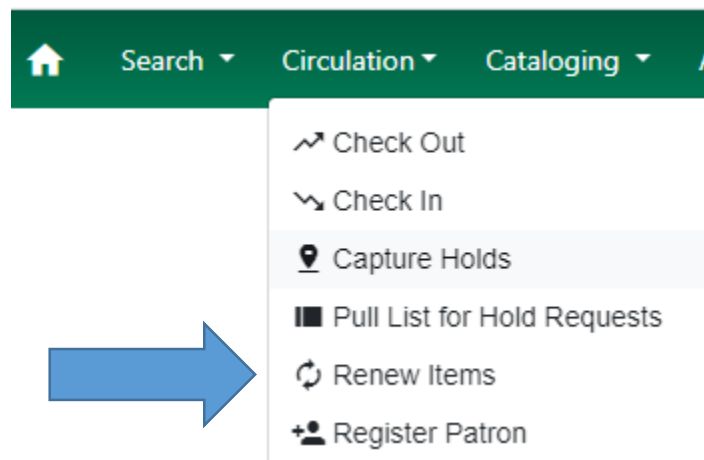 Search Circulation Cataloging
Check Out
Check In
Capture Holds
Pull List for Hold Requests
Renew Items
Register Patron